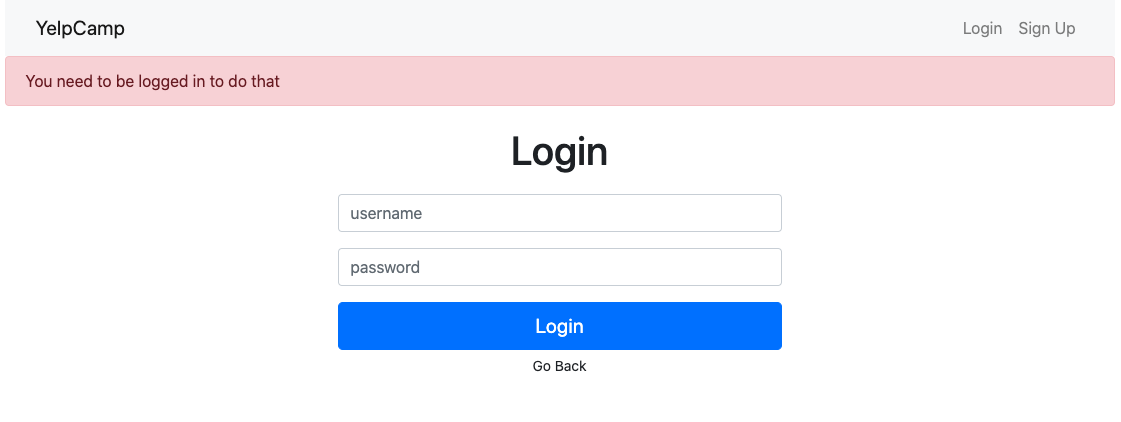 YelpCamp Login Sign Up
You need to be logged in to do that
Login
username
password
Login
Go Back